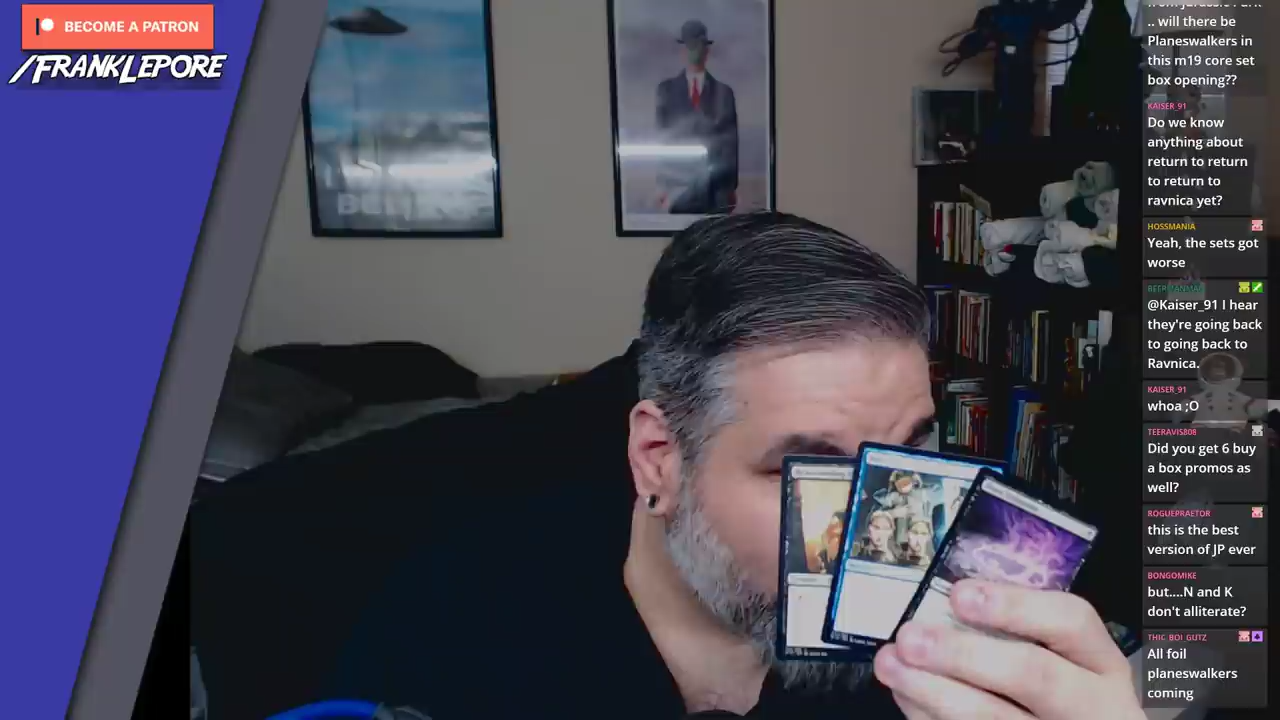 BECOME A PATRON
/FRANKLEPORE
.. will there be
Planeswalkers in
this m19 core set
box opening??
KAISER_91
Do we know
anything about
return to return
to return to
ravnica yet?
HOSSMANIA
Yeah, the sets got
worse
@Kaiser_91 I hear
they're going back
to going back to
Ravnica.
KAISER_91
whoa ;O
TEERAVIS808
Did you get 6 buy
a box promos as
well?
ROGUEPRAETOR
this is the best
version of JP ever
BONGOMIKE
but....N and K
don't alliterate?
THIC_BOI_GUTZ
All foil
planeswalkers
coming